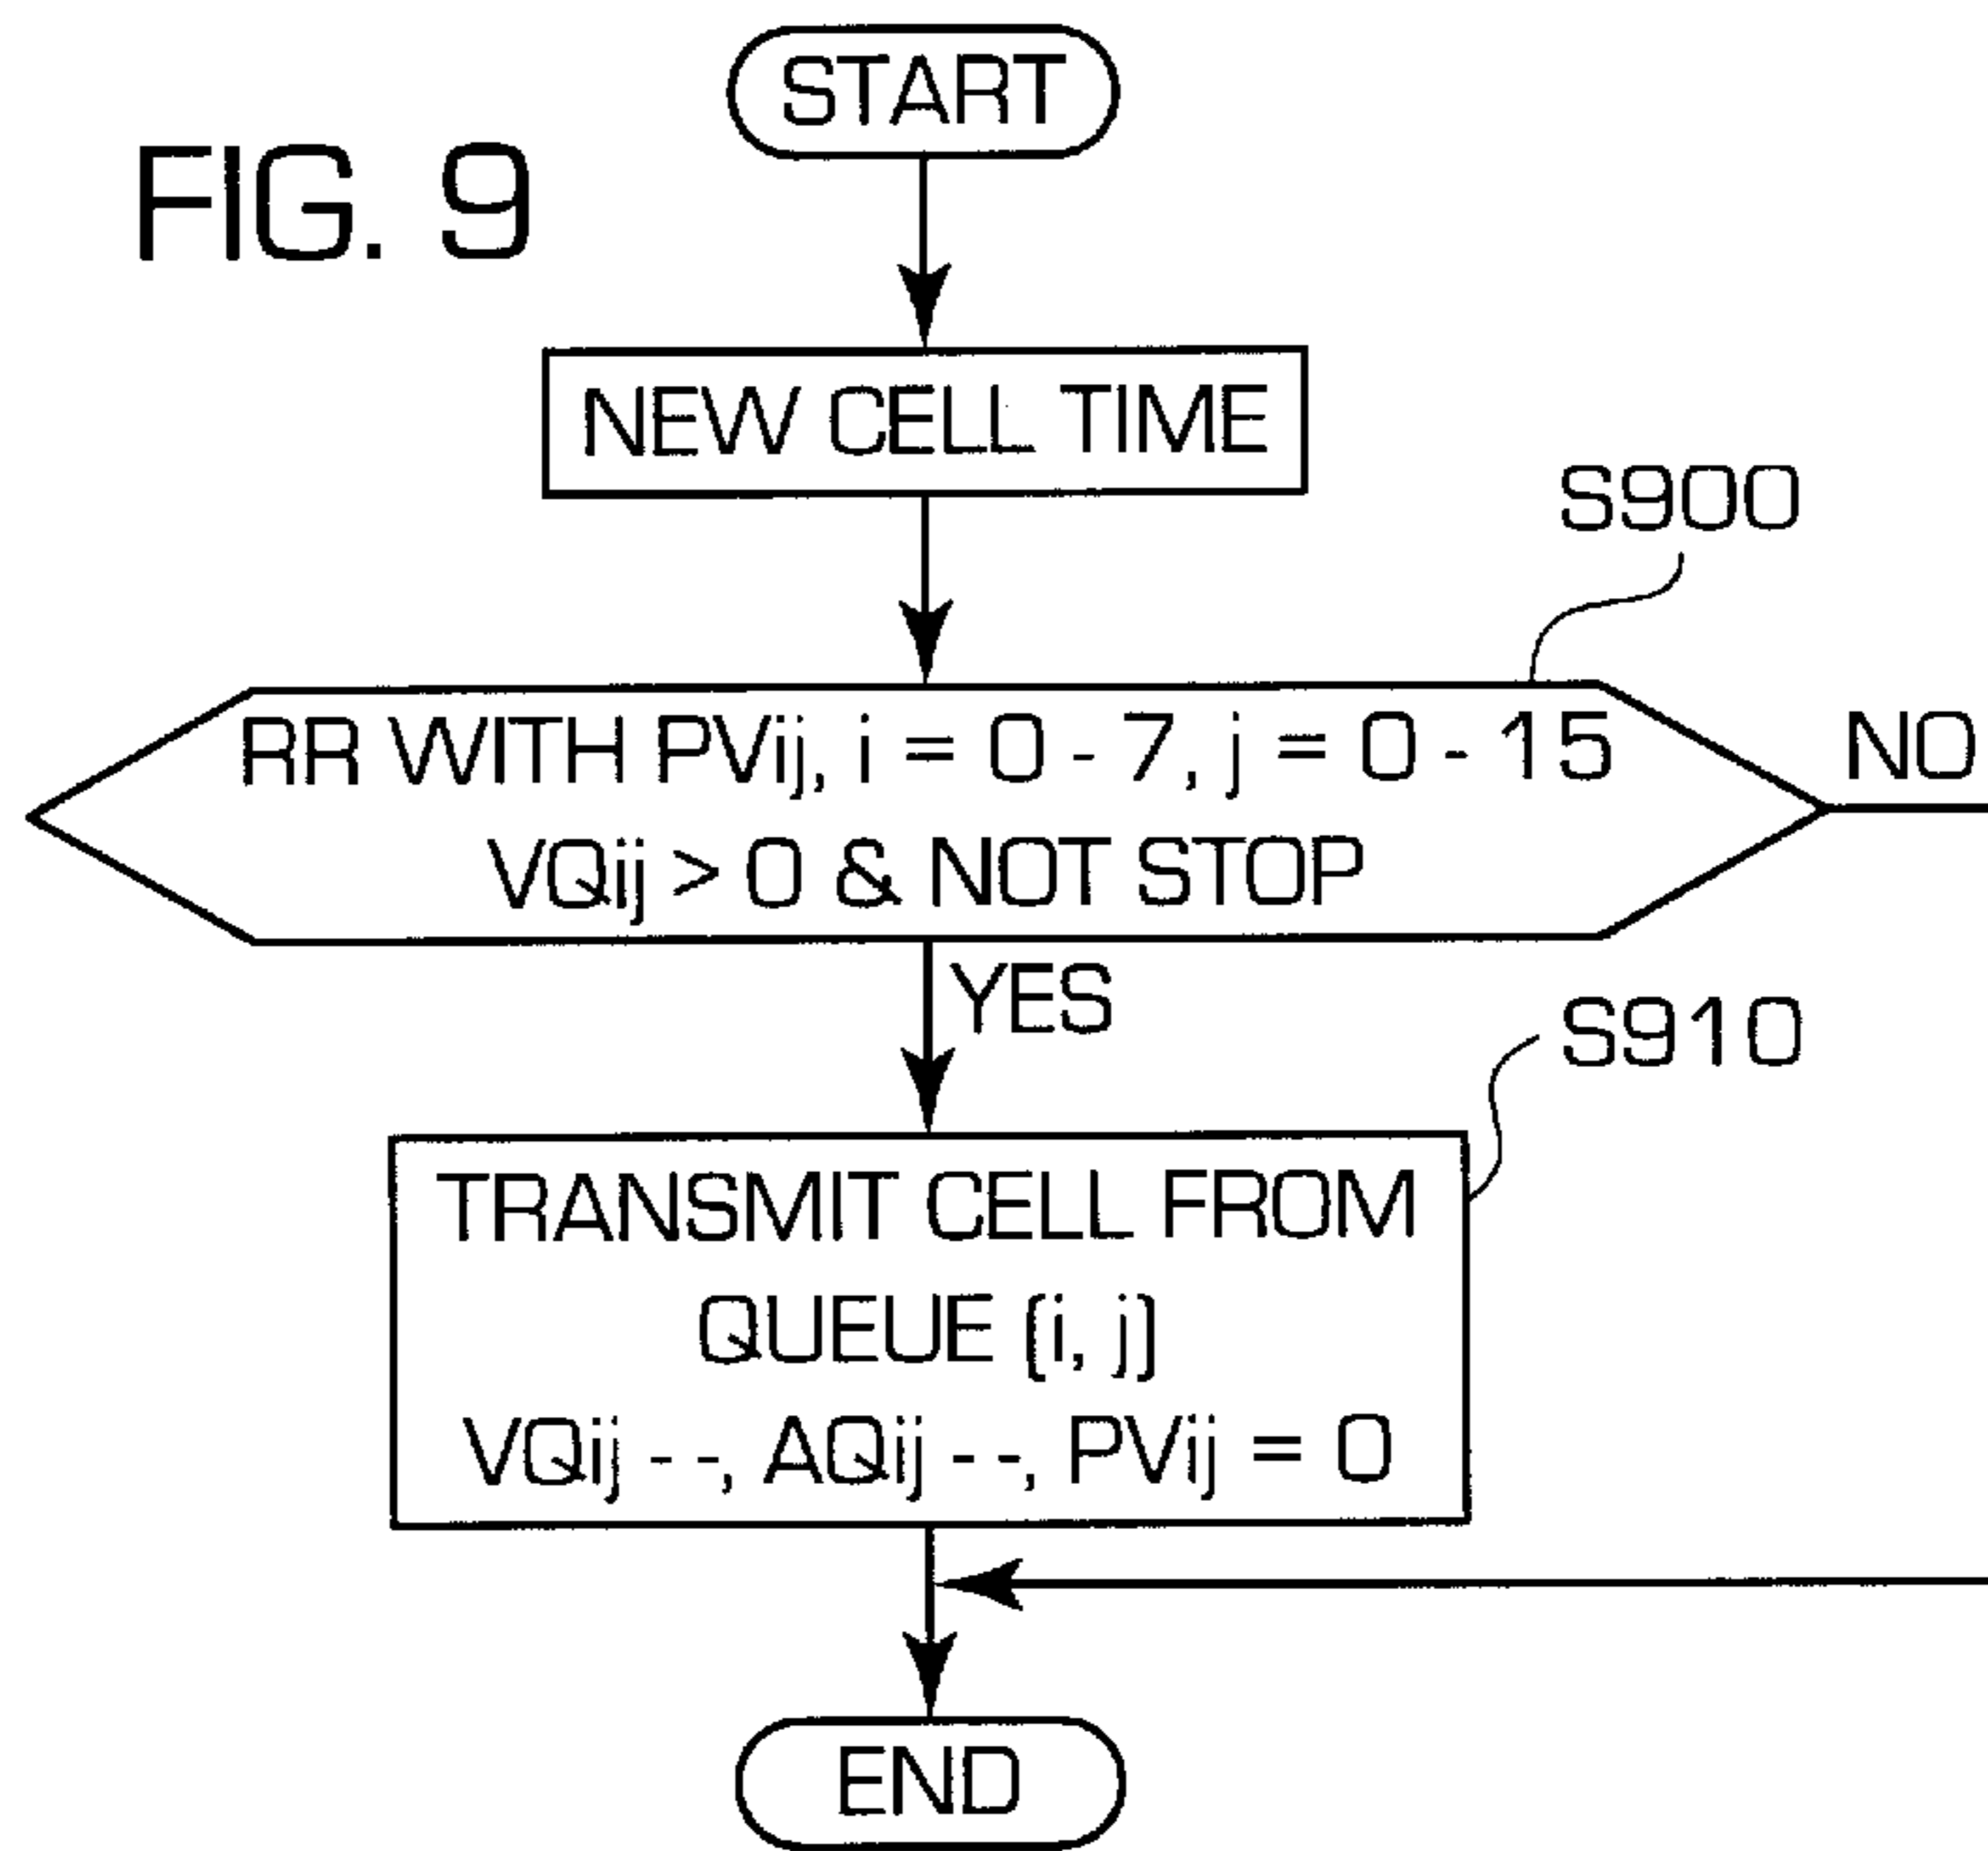 START
FIG. 9
NEW CELL TIME
S900
RR WITH PVij, i = 0 - 7, j = 0 - 15
NO
VQij > 0 & NOT STOP
YES
S910
TRANSMIT CELL FROM
QUEUE (i, j)
VQij - -, AQij - -, PVij = 0
END